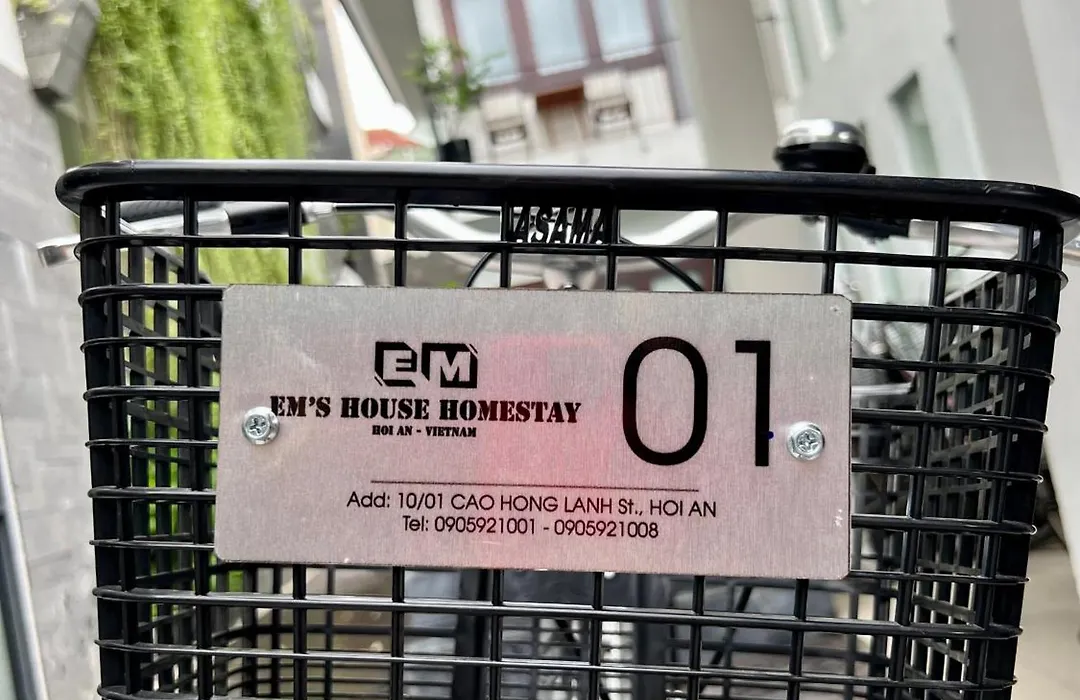 ASAMA
EM
EM'S HOUSE HOMESTAY
HOI AN - VIETNAM
01
Add: 10/01 CAO HONG LANH St., HOI AN
Tel: 0905921001 - 0905921008